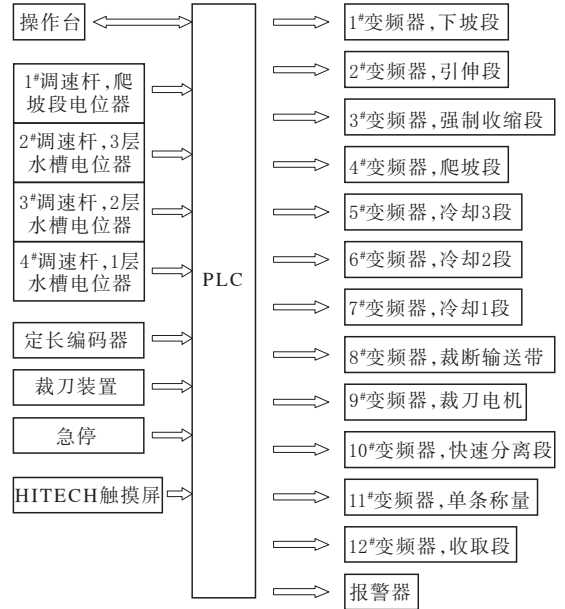 操作台
1#调速杆,爬
坡段电位器
2#调速杆,3层
水槽电位器
3#调速杆,2层
水槽电位器
4#调速杆,1层
水槽电位器
定长编码器
裁刀装置
急停
HITECH触摸屏
PLC
1#变频器,下坡段
2#变频器,引伸段
3#变频器,强制收缩段
4#变频器,爬坡段
5#变频器,冷却3段
6#变频器,冷却2段
7#变频器,冷却1段
8#变频器,裁断输送带
9#变频器,裁刀电机
10#变频器,快速分离段
11#变频器,单条称量
12#变频器,收取段
报警器